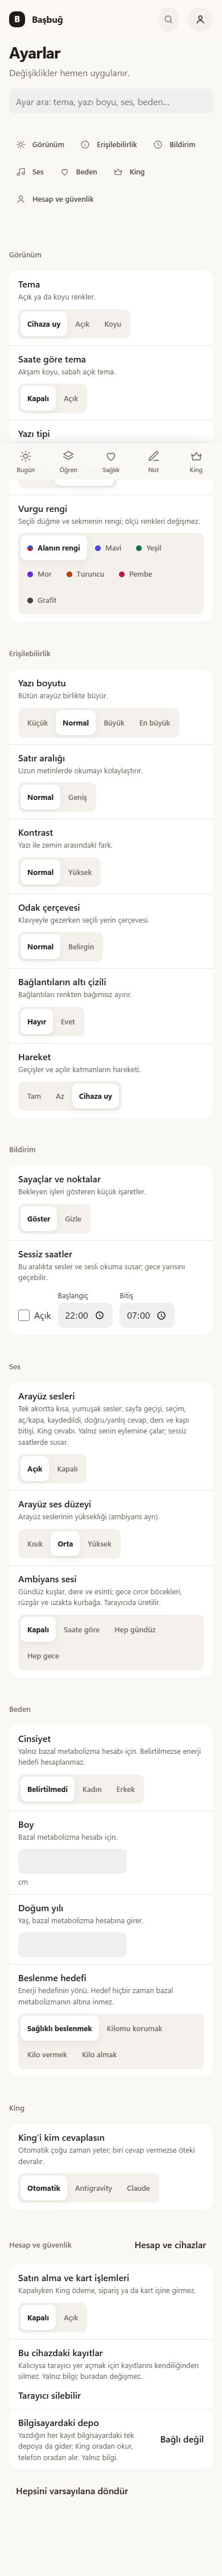 B Başbuğ
Ayarlar
Değişiklikler hemen uygulanır.
Ayar ara: tema, yazı boyu, ses, beden...
Görünüm Erişilebilirlik Bildirim
Ses Beden King
Hesap ve güvenlik
Görünüm
Tema
Açık ya da koyu renkler.
Cihaza uy Açık Koyu
Saate göre tema
Akşam koyu, sabah açık tema.
Kapalı Açık
Yazı tipi
Bugün Öğren Sağlık Not King
Vurgu rengi
Seçili düğme ve sekmenin rengi; ölçü renkleri değişmez.
Alanın rengi Mavi Yeşil
Mor Turuncu Pembe
Grafit
Erişilebilirlik
Yazı boyutu
Bütün arayüz birlikte büyür.
Küçük Normal Büyük En büyük
Satır aralığı
Uzun metinlerde okumayı kolaylaştırır.
Normal Geniş
Kontrast
Yazı ile zemin arasındaki fark.
Normal Yüksek
Odak çerçevesi
Klavyeyle gezerken seçili yerin çerçevesi.
Normal Belirgin
Bağlantıların altı çizili
Bağlantıları renkten bağımsız ayırır.
Hayır Evet
Hareket
Geçişler ve açılır katmanların hareketi.
Tam Az Cihaza uy
Bildirim
Sayaçlar ve noktalar
Bekleyen işleri gösteren küçük işaretler.
Göster Gizle
Sessiz saatler
Bu aralıkta sesler ve sesli okuma susar; gece yarısını
geçebilir.
Başlangıç Bitiş
Açık 22:00 07:00
Ses
Arayüz sesleri
Tek akortta kısa, yumuşak sesler: sayfa geçişi, seçim,
aç/kapa, kaydedildi, doğru/yanlış cevap, ders ve kapı
bitişi, King cevabı. Yalnız senin eylemine çalar; sessiz
saatlerde susar.
Açık Kapalı
Arayüz ses düzeyi
Arayüz seslerinin yüksekliği (ambiyans ayrı).
Kısık Orta Yüksek
Ambiyans sesi
Gündüz kuşlar, dere ve esinti; gece cırcır böcekleri,
rüzgâr ve uzakta kurbağa. Tarayıcıda üretilir.
Kapalı Saate göre Hep gündüz
Hep gece
Beden
Cinsiyet
Yalnız bazal metabolizma hesabı için. Belirtilmezse enerji
hedefi hesaplanmaz.
Belirtilmedi Kadın Erkek
Boy
Bazal metabolizma hesabı için.
cm
Doğum yılı
Yaş, bazal metabolizma hesabına girer.
Beslenme hedefi
Enerji hedefinin yönü. Hedef hiçbir zaman bazal
metabolizmanın altına inmez.
Sağlıklı beslenmek Kilomu korumak
Kilo vermek Kilo almak
King
King'i kim cevaplasın
Otomatik çoğu zaman yeter; biri cevap vermezse öteki
devralır.
Otomatik Antigravity Claude
Hesap ve güvenlik Hesap ve cihazlar
Satın alma ve kart işlemleri
Kapalıyken King ödeme, sipariş ya da kart işine girmez.
Kapalı Açık
Bu cihazdaki kayıtlar
Kalıcıysa tarayıcı yer açmak için kayıtlarını kendiliğinden
silmez. Yalnız bilgi; buradan değişmez.
Tarayıcı silebilir
Bilgisayardaki depo
Yazdığın her kayıt bilgisayardaki tek
depoya da gider; King oradan okur,
telefon oradan alır. Yalnız bilgi.
Bağlı değil
Hepsini varsayılana döndür